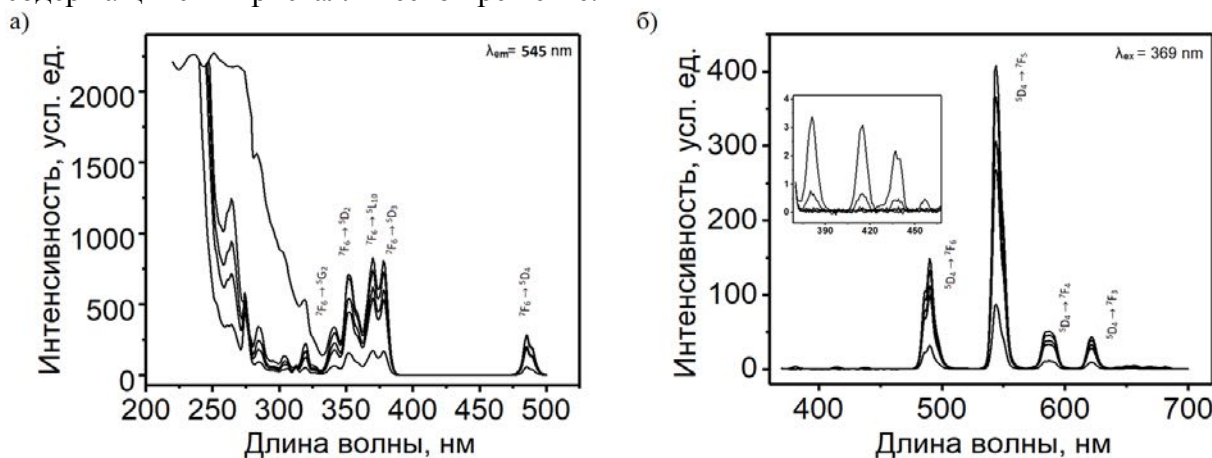 а)
λem= 545 nm
Интенсивность, усл. ед.
2000
1500
1000
500
0
⁷F₆→⁵G₂
⁷F₆→⁵D₂
⁷F₆→⁵L₁₀
⁷F₆→⁵D₃
⁷F₆→⁵D₄
200 250 300 350 400 450 500
Длина волны, нм
б)
λex = 369 nm
Интенсивность, усл. ед.
400
300
200
100
0
4
3
2
1
0
390 420 450
⁵D₄→⁷F₆
⁵D₄→⁷F₅
⁵D₄→⁷F₄
⁵D₄→⁷F₃
400 500 600 700
Длина волны, нм